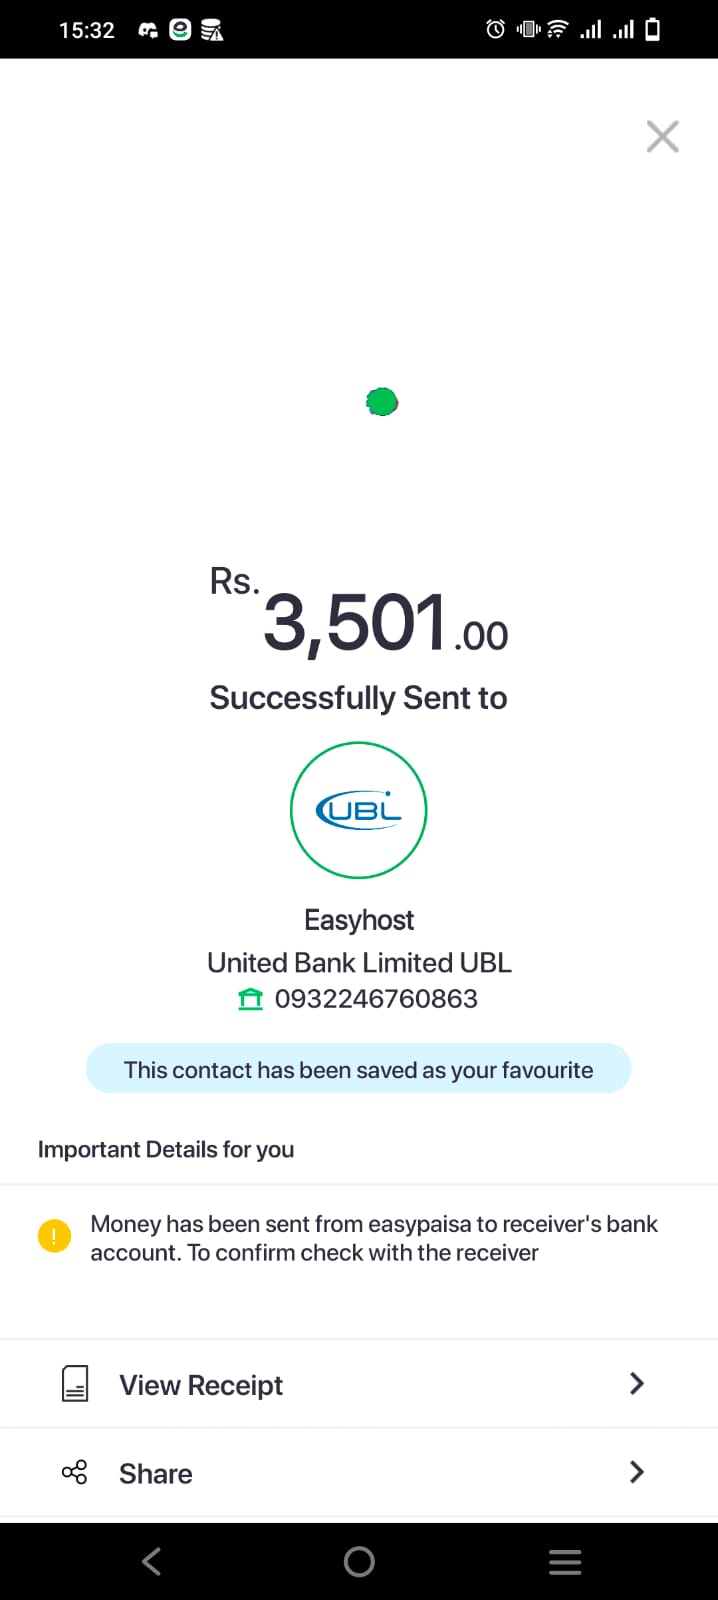 15:32
Rs. 3,501.00
Successfully Sent to
UBL
Easyhost
United Bank Limited UBL
0932246760863
This contact has been saved as your favourite
Important Details for you
Money has been sent from easypaisa to receiver's bank
account. To confirm check with the receiver
View Receipt
Share